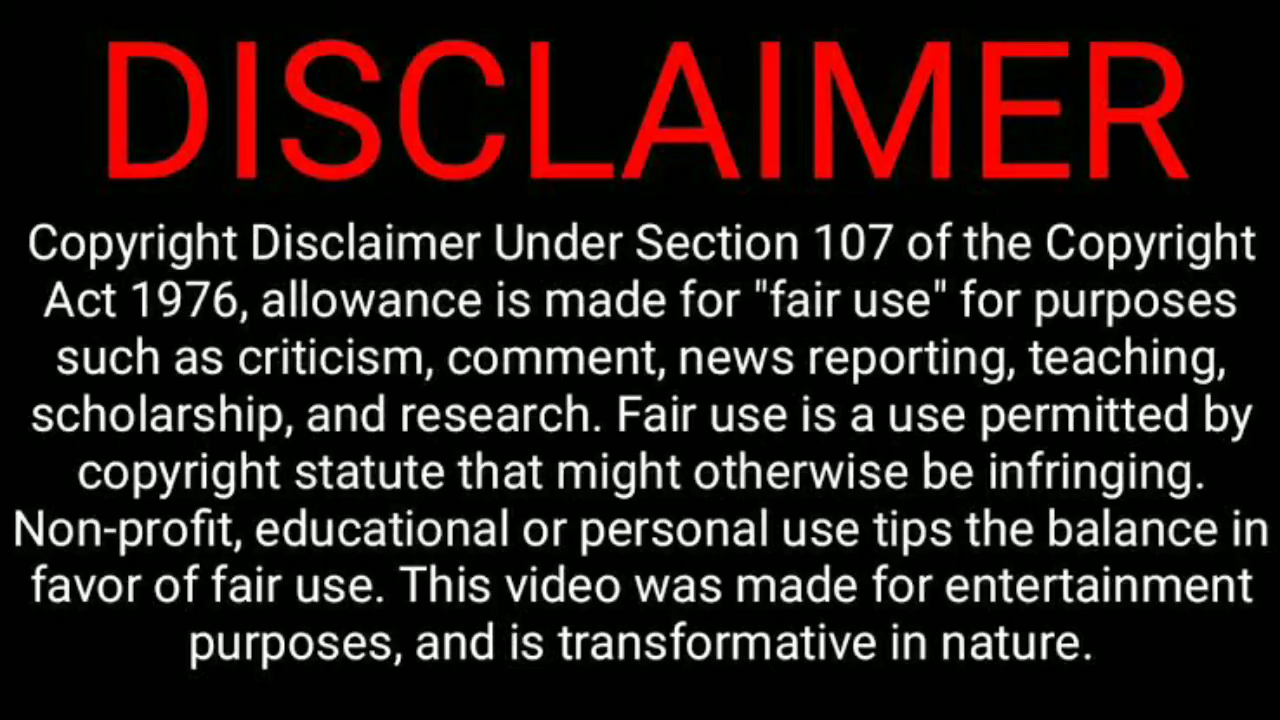 DISCLAIMER
Copyright Disclaimer Under Section 107 of the Copyright
Act 1976, allowance is made for "fair use" for purposes
such as criticism, comment, news reporting, teaching,
scholarship, and research. Fair use is a use permitted by
copyright statute that might otherwise be infringing.
Non-profit, educational or personal use tips the balance in
favor of fair use. This video was made for entertainment
purposes, and is transformative in nature.